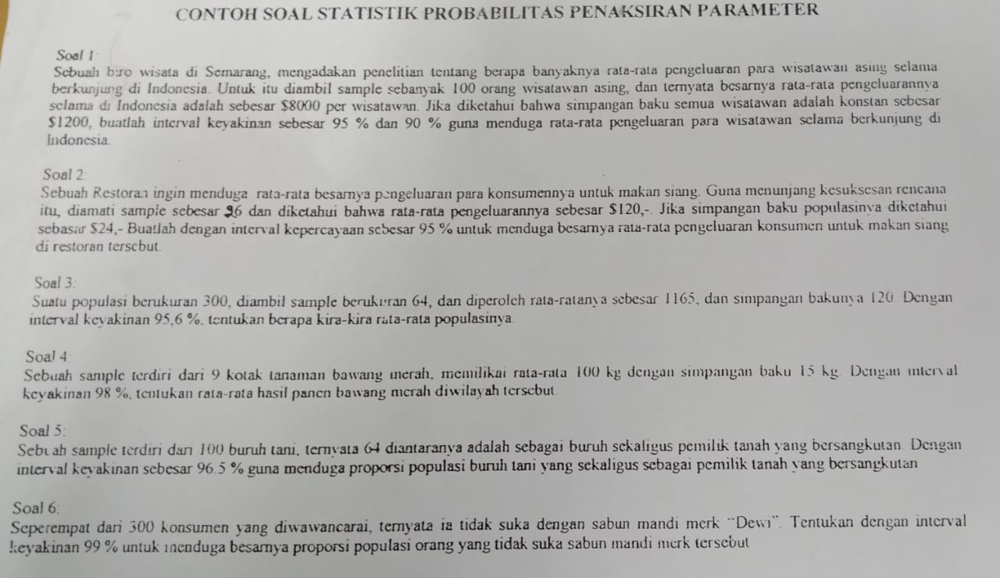 CONTOH SOAL STATISTIK PROBABILITAS PENAKSIRAN PARAMETER
Soal 1:
Sebuah biro wisata di Semarang, mengadakan penelitian tentang berapa banyaknya rata-rata pengeluaran para wisatawan asing selama
berkunjung di Indonesia. Untuk itu diambil sample sebanyak 100 orang wisatawan asing, dan ternyata besarnya rata-rata pengeluarannya
selama di Indonesia adalah sebesar $8000 per wisatawan. Jika diketahui bahwa simpangan baku semua wisatawan adalah konstan sebesar
$1200, buatlah interval keyakinan sebesar 95 % dan 90 % guna menduga rata-rata pengeluaran para wisatawan selama berkunjung di
Indonesia.
Soal 2:
Sebuah Restoran ingin menduga rata-rata besarnya pengeluaran para konsumennya untuk makan siang. Guna menunjang kesuksesan rencana
itu, diamati sample sebesar 36 dan diketahui bahwa rata-rata pengeluarannya sebesar $120,-. Jika simpangan baku populasinya diketahui
sebasar $24,- Buatlah dengan interval kepercayaan sebesar 95 % untuk menduga besarnya rata-rata pengeluaran konsumen untuk makan siang
di restoran tersebut.
Soal 3:
Suatu populasi berukuran 300, diambil sample berukuran 64, dan diperoleh rata-ratanya sebesar 1165, dan simpangan bakunya 120. Dengan
interval keyakinan 95,6 %, tentukan berapa kira-kira rata-rata populasinya.
Soal 4:
Sebuah sample terdiri dari 9 kotak tanaman bawang merah, memilikai rata-rata 100 kg dengan simpangan baku 15 kg. Dengan interval
keyakinan 98 %, tentukan rata-rata hasil panen bawang merah diwilayah tersebut.
Soal 5:
Sebuah sample terdiri dari 100 buruh tani, ternyata 64 diantaranya adalah sebagai buruh sekaligus pemilik tanah yang bersangkutan. Dengan
interval keyakinan sebesar 96.5 % guna menduga proporsi populasi buruh tani yang sekaligus sebagai pemilik tanah yang bersangkutan
Soal 6:
Seperempat dari 300 konsumen yang diwawancarai, ternyata ia tidak suka dengan sabun mandi merk “Dewi”. Tentukan dengan interval
keyakinan 99 % untuk menduga besarnya proporsi populasi orang yang tidak suka sabun mandi merk tersebut